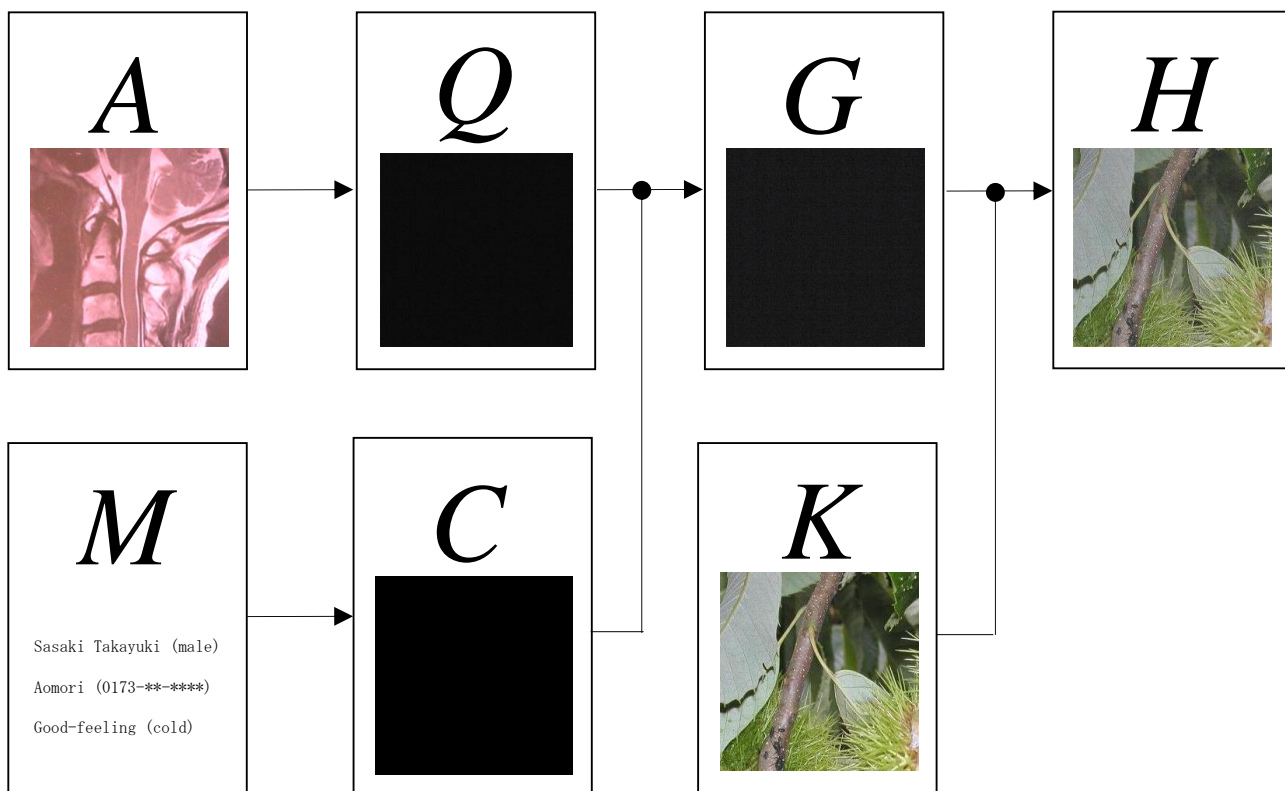 A
Q
G
H
M
C
K
Sasaki Takayuki (male)
Aomori (0173-**-****)
Good-feeling (cold)